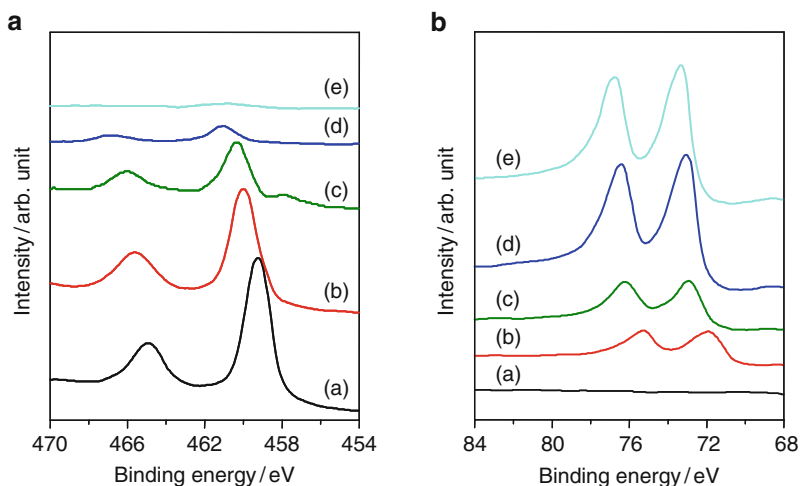 a
(e)
(d)
(c)
(b)
(a)
Intensity / arb. unit
470 466 462 458 454
Binding energy / eV
b
(e)
(d)
(c)
(b)
(a)
Intensity / arb. unit
84 80 76 72 68
Binding energy / eV